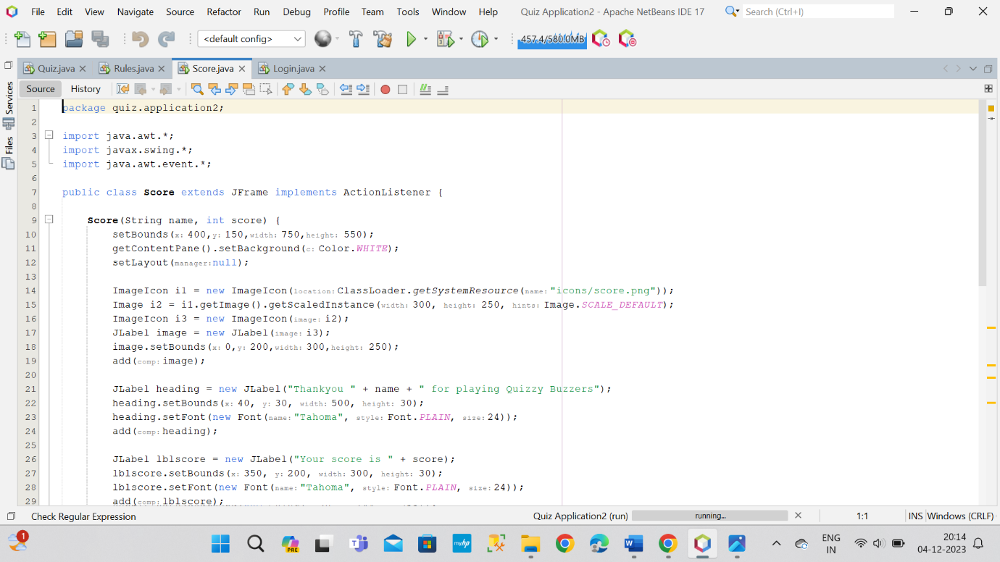 File Edit View Navigate Source Refactor Run Debug Profile Team Tools Window Help Quiz Application2 - Apache NetBeans IDE 17 Search (Ctrl+I)
<default config> 457.4/5800.0MB
Quiz.java Rules.java Score.java Login.java
Source History
Services
Files
1 package quiz.application2;
2
3 import java.awt.*;
4 import javax.swing.*;
5 import java.awt.event.*;
6
7 public class Score extends JFrame implements ActionListener {
8
9 Score(String name, int score) {
10 setBounds(x: 400,y: 150,width: 750,height: 550);
11 getContentPane().setBackground(c: Color.WHITE);
12 setLayout(manager:null);
13
14 ImageIcon i1 = new ImageIcon(location: ClassLoader.getSystemResource(name: "icons/score.png"));
15 Image i2 = i1.getImage().getScaledInstance(width: 300, height: 250, hints: Image.SCALE_DEFAULT);
16 ImageIcon i3 = new ImageIcon(image: i2);
17 JLabel image = new JLabel(image: i3);
18 image.setBounds(x: 0,y: 200,width: 300,height: 250);
19 add(comp: image);
20
21 JLabel heading = new JLabel("Thankyou " + name + " for playing Quizzy Buzzers");
22 heading.setBounds(x: 40, y: 30, width: 500, height: 30);
23 heading.setFont(new Font(name: "Tahoma", style: Font.PLAIN, size: 24));
24 add(comp: heading);
25
26 JLabel lblscore = new JLabel("Your score is " + score);
27 lblscore.setBounds(x: 350, y: 200, width: 300, height: 30);
28 lblscore.setFont(new Font(name: "Tahoma", style: Font.PLAIN, size: 24));
29 add(comp: lblscore);
Check Regular Expression Quiz Application2 (run) running... 1:1 INS Windows (CRLF)
1 PRE myhp ENG IN 20:14 04-12-2023